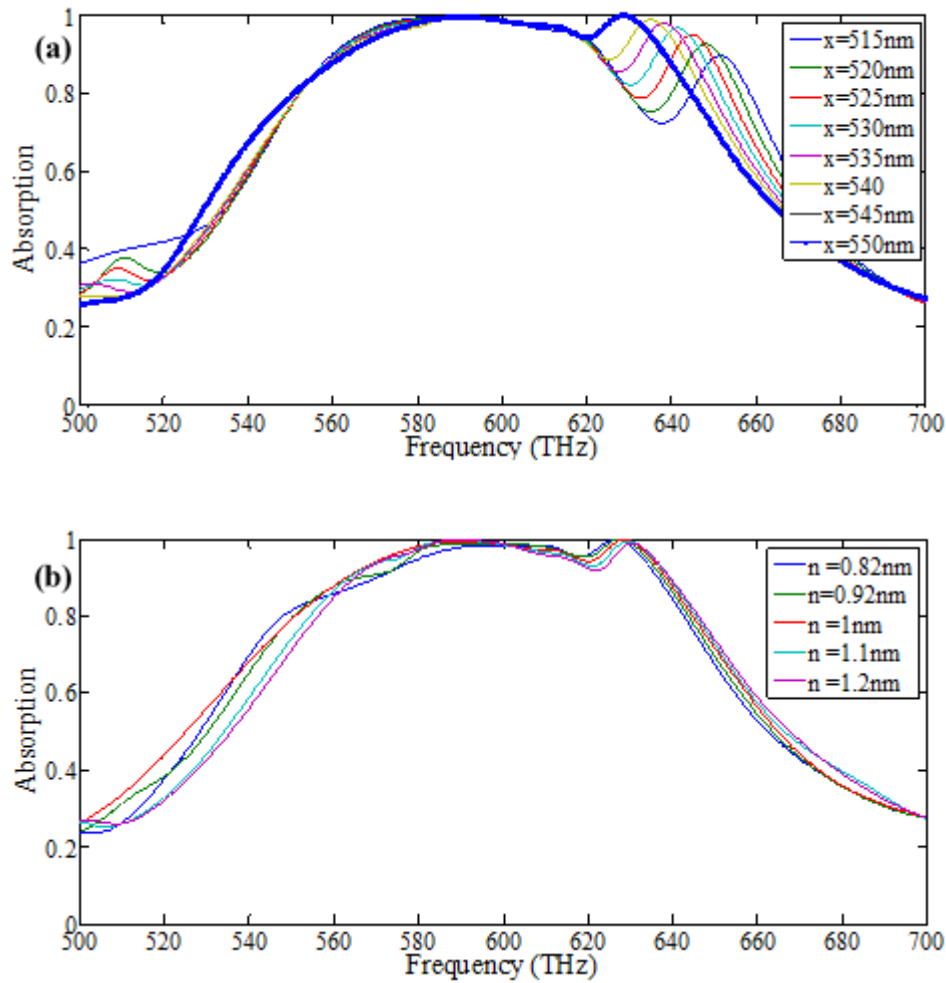 (a)
1
0.8
0.6
0.4
0.2
0
Absorption
500 520 540 560 580 600 620 640 660 680 700
Frequency (THz)
x=515nm
x=520nm
x=525nm
x=530nm
x=535nm
x=540
x=545nm
x=550nm
(b)
1
0.8
0.6
0.4
0.2
0
Absorption
500 520 540 560 580 600 620 640 660 680 700
Frequency (THz)
n =0.82nm
n=0.92nm
n =1nm
n =1.1nm
n =1.2nm